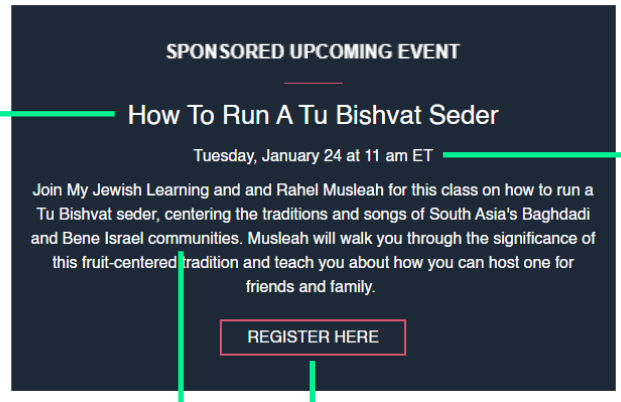 SPONSORED UPCOMING EVENT
How To Run A Tu Bishvat Seder
Tuesday, January 24 at 11 am ET
Join My Jewish Learning and and Rahel Musleah for this class on how to run a
Tu Bishvat seder, centering the traditions and songs of South Asia's Baghdadi
and Bene Israel communities. Musleah will walk you through the significance of
this fruit-centered tradition and teach you about how you can host one for
friends and family.
REGISTER HERE